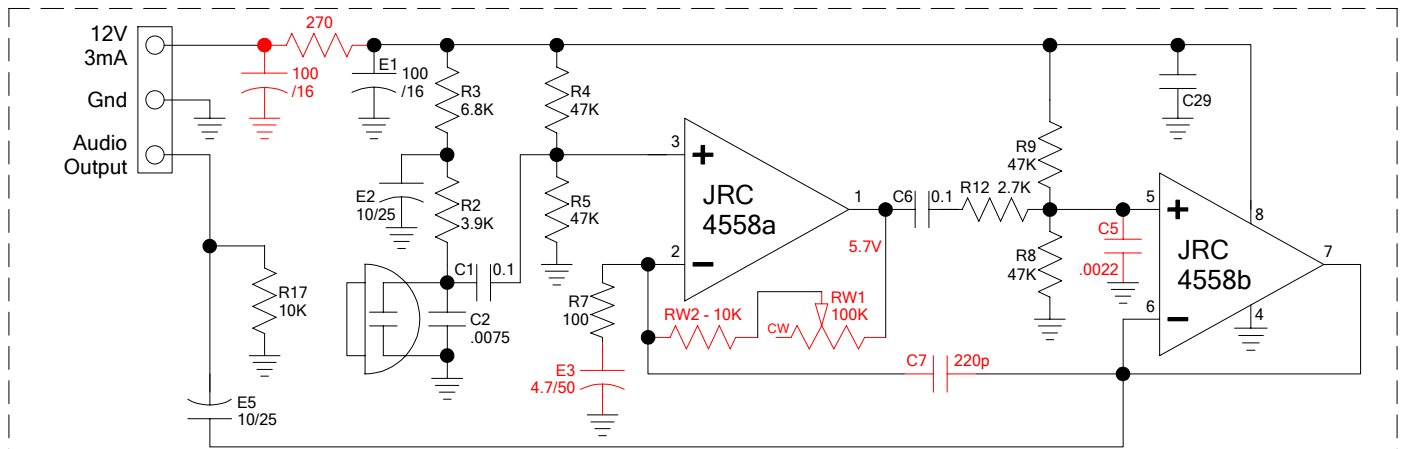 12V
3mA
Gnd
Audio
Output
270
100
/16
E1
100
/16
R3
6.8K
R4
47K
C29
E2
10/25
R2
3.9K
R5
47K
C1
0.1
C2
.0075
R17
10K
E5
10/25
3
+
JRC
4558a
1
2
−
5.7V
R7
100
E3
4.7/50
RW2 - 10K
RW1
100K
CW
C7
220p
C6
0.1
R12 2.7K
R9
47K
R8
47K
C5
.0022
5
+
8
JRC
4558b
7
6
−
4